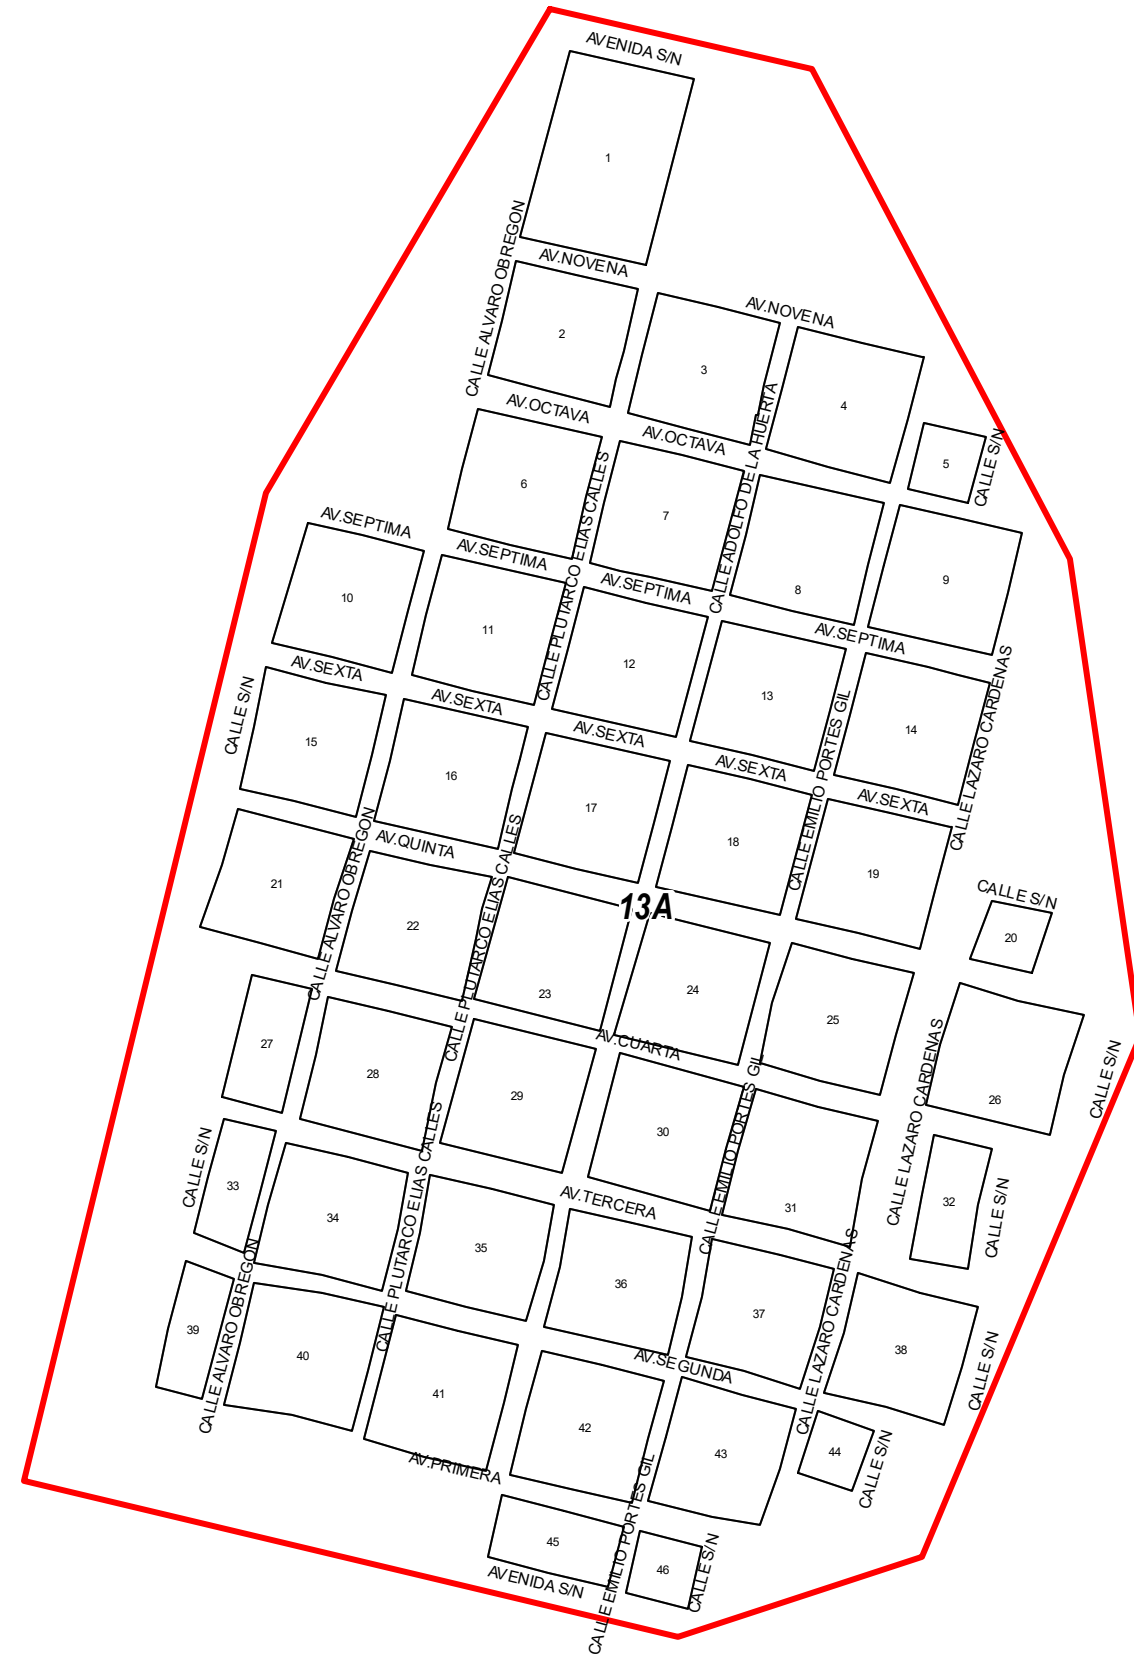 AVENIDA S/N
1
CALLE ALVARO OBREGON
AV.NOVENA
AV.NOVENA
2
3
4
AV.OCTAVA
AV.OCTAVA
CALLE ADOLFO DE LA HUERTA
5
CALLE S/N
6
7
CALLE PLUTARCO ELIAS CALLES
AV.SEPTIMA
AV.SEPTIMA
AV.SEPTIMA
8
9
AV.SEPTIMA
10
11
12
13
14
CALLE LAZARO CARDENAS
AV.SEXTA
AV.SEXTA
AV.SEXTA
AV.SEXTA
AV.SEXTA
CALLE S/N
15
16
17
18
19
CALLE EMILIO PORTES GIL
CALLE ALVARO OBREGON
AV.QUINTA
CALLE PLUTARCO ELIAS CALLES
CALLE S/N
20
21
22
13A
23
24
25
26
CALLE S/N
AV.CUARTA
CALLE LAZARO CARDENAS
27
28
29
30
CALLE EMILIO PORTES GIL
31
32
CALLE S/N
CALLE S/N
33
34
CALLE PLUTARCO ELIAS CALLES
AV.TERCERA
35
36
37
CALLE LAZARO CARDENAS
38
CALLE S/N
39
CALLE ALVARO OBREGON
40
41
AV.SEGUNDA
42
43
44
CALLE S/N
AV.PRIMERA
45
CALLE EMILIO PORTES GIL
46
CALLE S/N
AVENIDA S/N